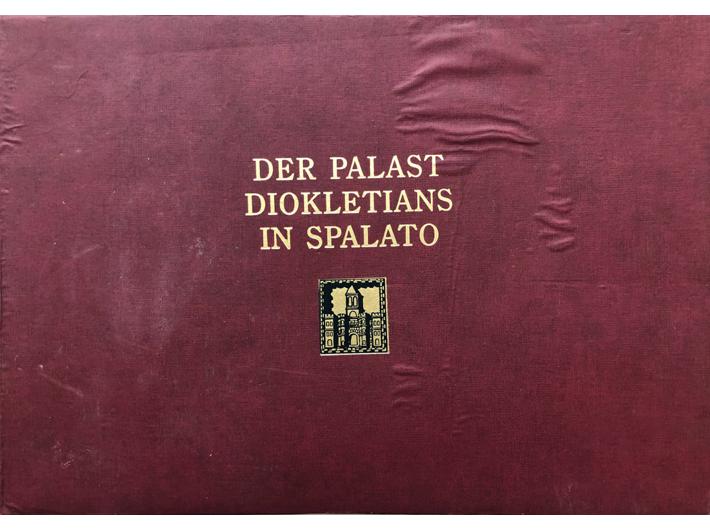 DER PALAST
DIOKLETIANS
IN SPALATO